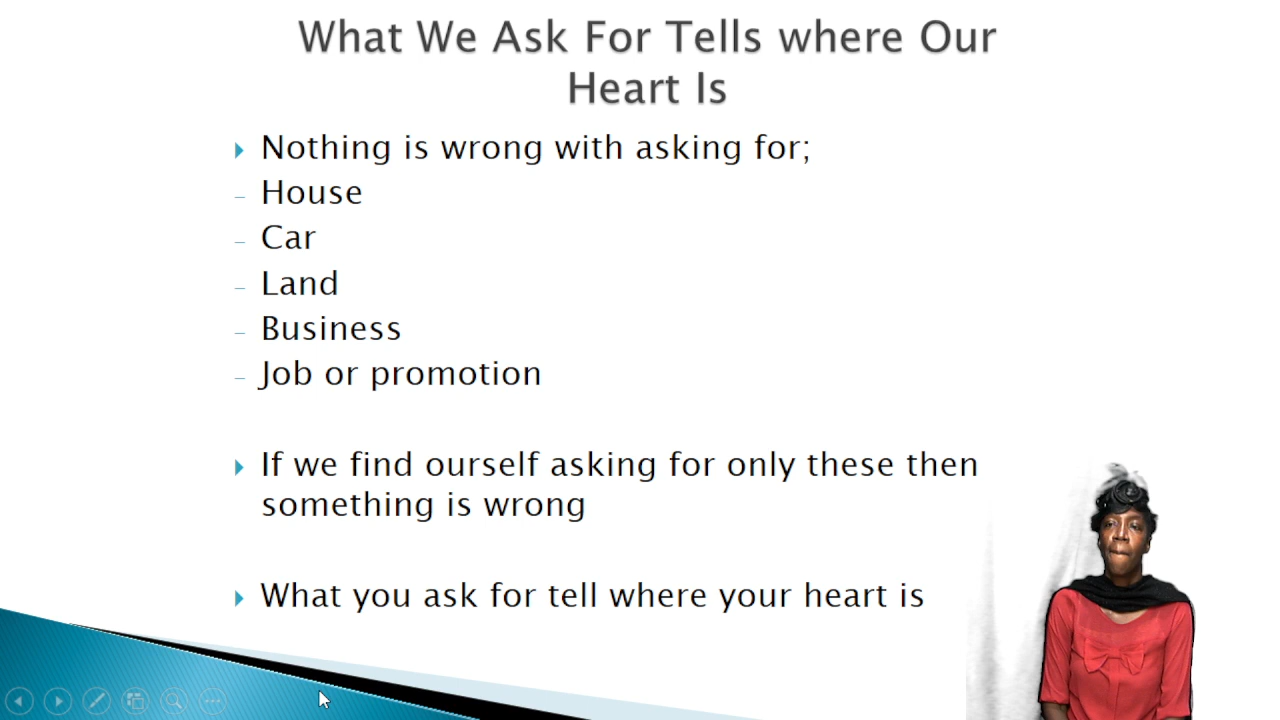 What We Ask For Tells where Our
Heart Is
Nothing is wrong with asking for;
– House
– Car
– Land
– Business
– Job or promotion
If we find ourself asking for only these then
something is wrong
What you ask for tell where your heart is